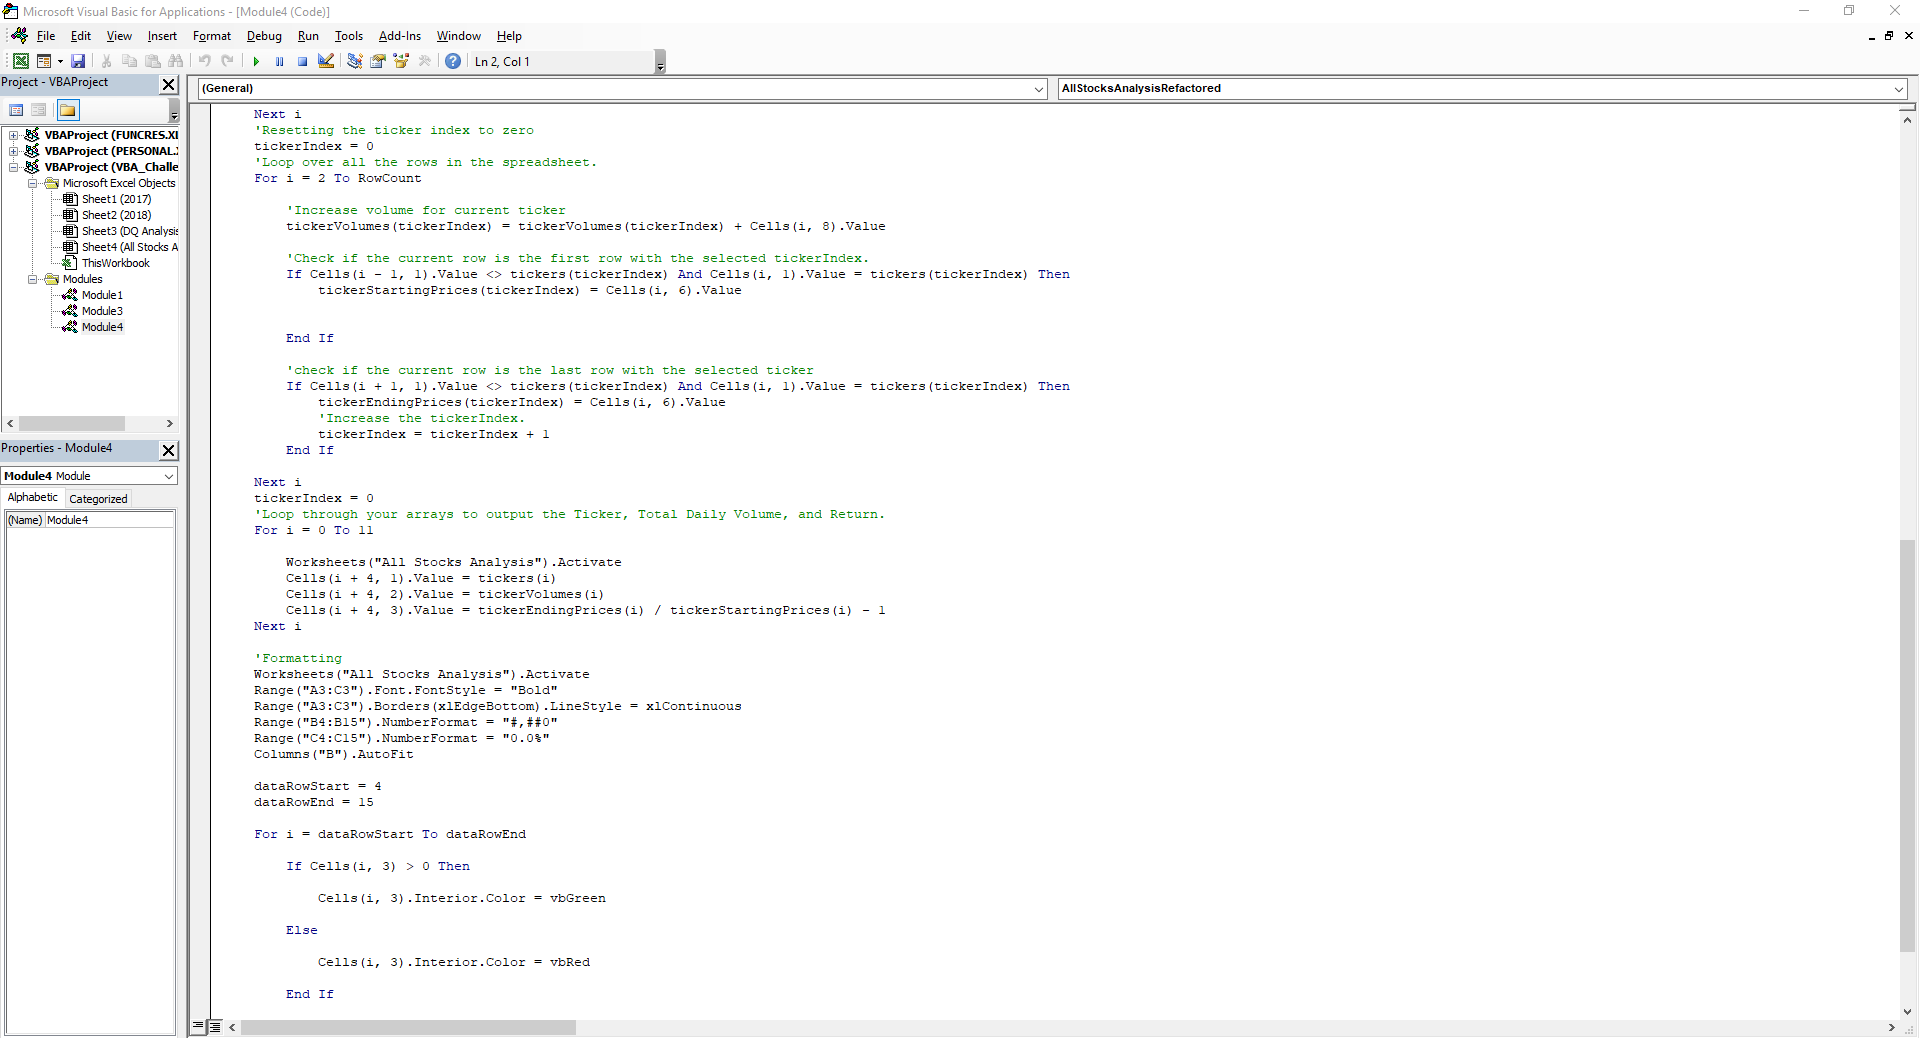 Microsoft Visual Basic for Applications - [Module4 (Code)]
File Edit View Insert Format Debug Run Tools Add-Ins Window Help
Ln 2, Col 1
Project - VBAProject
VBAProject (FUNCRES.XL
VBAProject (PERSONAL.
VBAProject (VBA_Challe
Microsoft Excel Objects
Sheet1 (2017)
Sheet2 (2018)
Sheet3 (DQ Analysis
Sheet4 (All Stocks A
ThisWorkbook
Modules
Module1
Module3
Module4
Properties - Module4
Module4 Module
Alphabetic Categorized
(Name) Module4
(General) AllStocksAnalysisRefactored
Next i
'Resetting the ticker index to zero
tickerIndex = 0
'Loop over all the rows in the spreadsheet.
For i = 2 To RowCount
'Increase volume for current ticker
tickerVolumes(tickerIndex) = tickerVolumes(tickerIndex) + Cells(i, 8).Value
'Check if the current row is the first row with the selected tickerIndex.
If Cells(i - 1, 1).Value <> tickers(tickerIndex) And Cells(i, 1).Value = tickers(tickerIndex) Then
tickerStartingPrices(tickerIndex) = Cells(i, 6).Value
End If
'check if the current row is the last row with the selected ticker
If Cells(i + 1, 1).Value <> tickers(tickerIndex) And Cells(i, 1).Value = tickers(tickerIndex) Then
tickerEndingPrices(tickerIndex) = Cells(i, 6).Value
'Increase the tickerIndex.
tickerIndex = tickerIndex + 1
End If
Next i
tickerIndex = 0
'Loop through your arrays to output the Ticker, Total Daily Volume, and Return.
For i = 0 To 11
Worksheets("All Stocks Analysis").Activate
Cells(i + 4, 1).Value = tickers(i)
Cells(i + 4, 2).Value = tickerVolumes(i)
Cells(i + 4, 3).Value = tickerEndingPrices(i) / tickerStartingPrices(i) - 1
Next i
'Formatting
Worksheets("All Stocks Analysis").Activate
Range("A3:C3").Font.FontStyle = "Bold"
Range("A3:C3").Borders(xlEdgeBottom).LineStyle = xlContinuous
Range("B4:B15").NumberFormat = "#,##0"
Range("C4:C15").NumberFormat = "0.0%"
Columns("B").AutoFit
dataRowStart = 4
dataRowEnd = 15
For i = dataRowStart To dataRowEnd
If Cells(i, 3) > 0 Then
Cells(i, 3).Interior.Color = vbGreen
Else
Cells(i, 3).Interior.Color = vbRed
End If